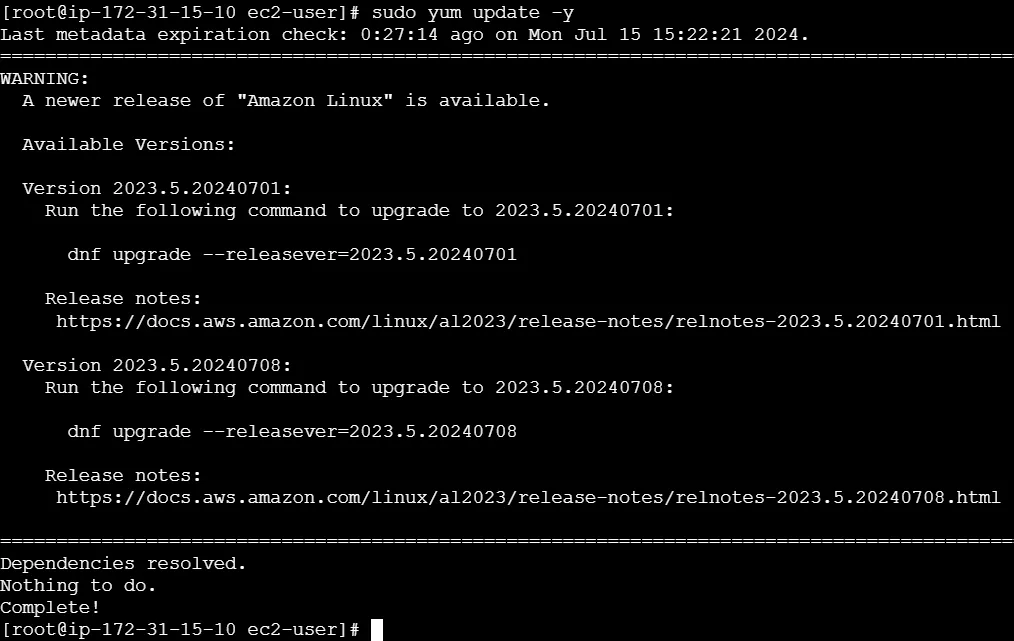 [root@ip-172-31-15-10 ec2-user]# sudo yum update -y
Last metadata expiration check: 0:27:14 ago on Mon Jul 15 15:22:21 2024.
================================================================================
WARNING:
  A newer release of "Amazon Linux" is available.

  Available Versions:

  Version 2023.5.20240701:
    Run the following command to upgrade to 2023.5.20240701:

      dnf upgrade --releasever=2023.5.20240701

    Release notes:
     https://docs.aws.amazon.com/linux/al2023/release-notes/relnotes-2023.5.20240701.html

  Version 2023.5.20240708:
    Run the following command to upgrade to 2023.5.20240708:

      dnf upgrade --releasever=2023.5.20240708

    Release notes:
     https://docs.aws.amazon.com/linux/al2023/release-notes/relnotes-2023.5.20240708.html

================================================================================
Dependencies resolved.
Nothing to do.
Complete!
[root@ip-172-31-15-10 ec2-user]#